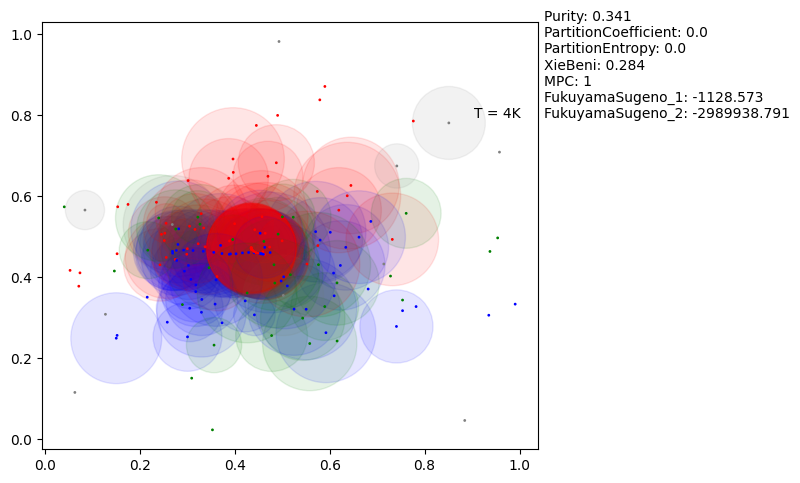 Purity: 0.341
PartitionCoefficient: 0.0
PartitionEntropy: 0.0
XieBeni: 0.284
MPC: 1
FukuyamaSugeno_1: -1128.573
FukuyamaSugeno_2: -2989938.791
T = 4K
1.0
0.8
0.6
0.4
0.2
0.0
0.0 0.2 0.4 0.6 0.8 1.0